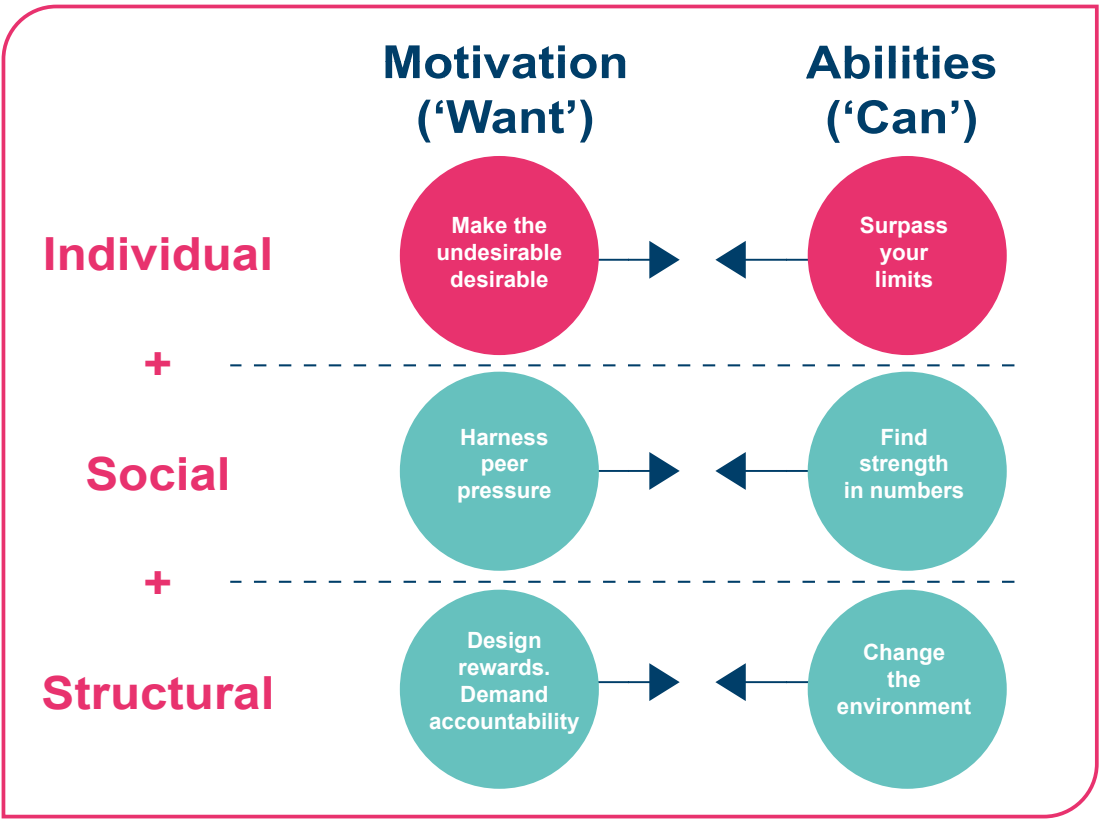 Motivation
(‘Want’)
Abilities
(‘Can’)
Individual
Make the
undesirable
desirable
Surpass
your
limits
+
Social
Harness
peer
pressure
Find
strength
in numbers
+
Structural
Design
rewards.
Demand
accountability
Change
the
environment